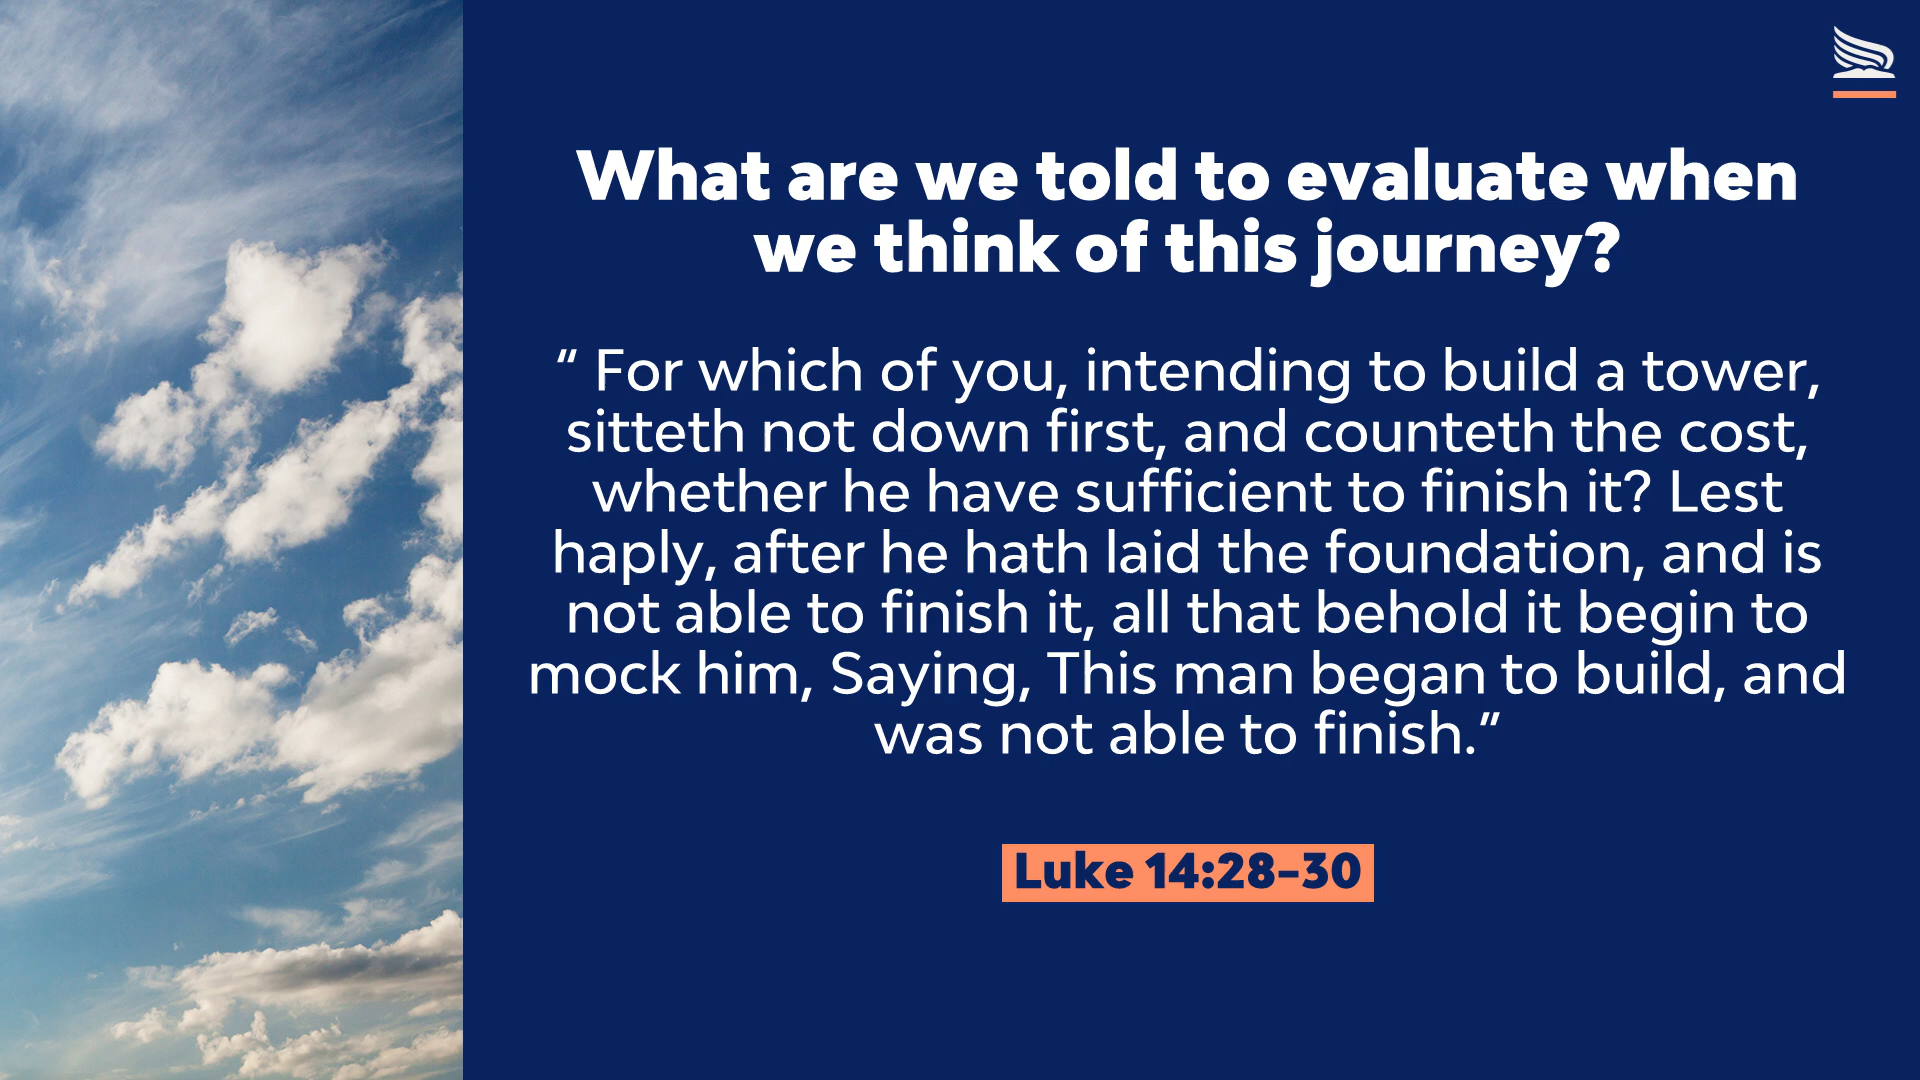 What are we told to evaluate when
we think of this journey?
“ For which of you, intending to build a tower,
sitteth not down first, and counteth the cost,
whether he have sufficient to finish it? Lest
haply, after he hath laid the foundation, and is
not able to finish it, all that behold it begin to
mock him, Saying, This man began to build, and
was not able to finish.”
Luke 14:28-30